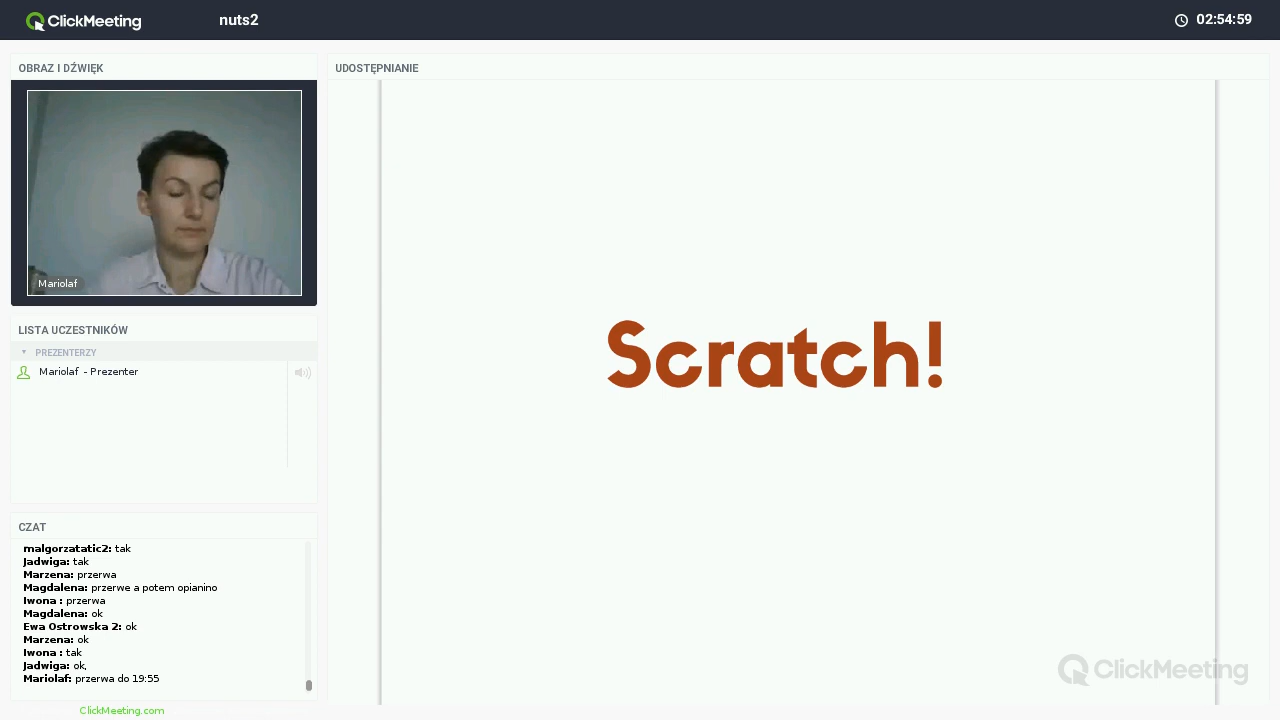 ClickMeeting
nuts2
02:54:59
OBRAZ I DŹWIĘK
Mariolaf
LISTA UCZESTNIKÓW
PREZENTERZY
Mariolaf - Prezenter
CZAT
malgorzatatic2: tak
Jadwiga: tak
Marzena: przerwa
Magdalena: przerwe a potem opianino
Iwona : przerwa
Magdalena: ok
Ewa Ostrowska 2: ok
Marzena: ok
Iwona : tak
Jadwiga: ok,
Mariolaf: przerwa do 19:55
ClickMeeting.com
UDOSTĘPNIANIE
Scratch!
ClickMeeting